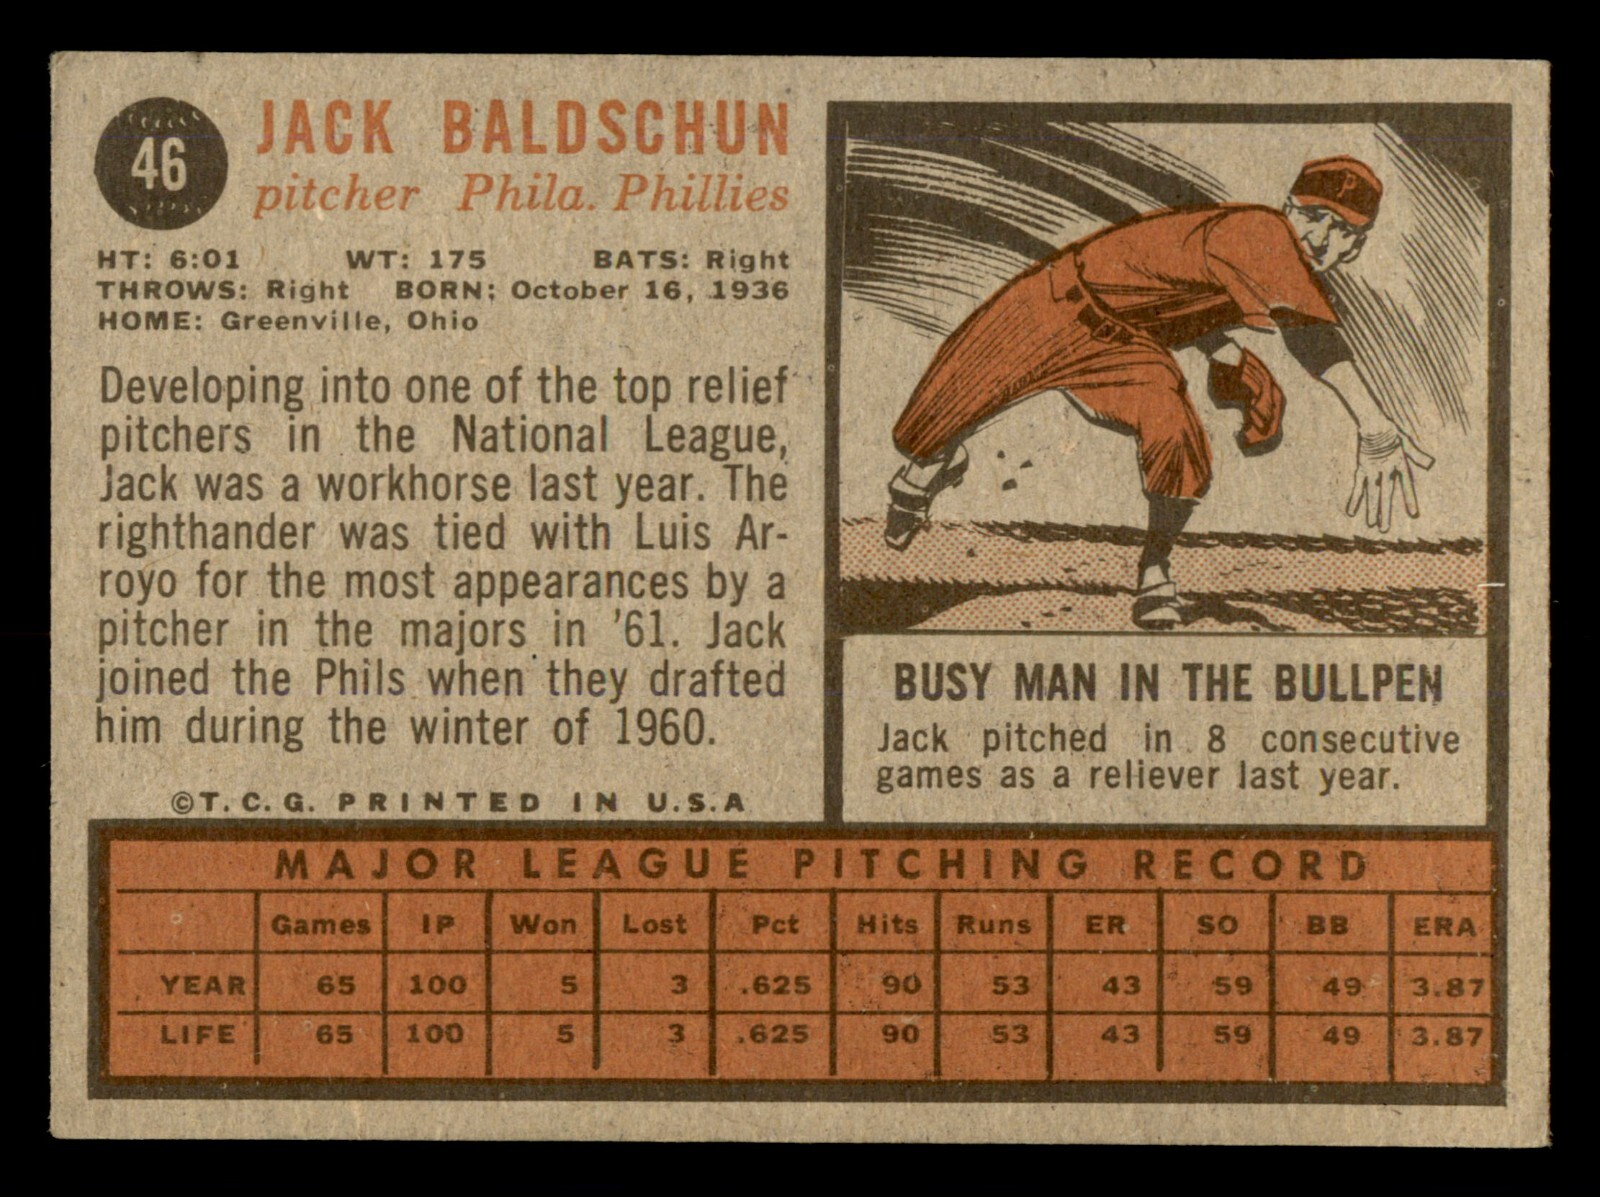 46
JACK BALDSCHUN
pitcher Phila. Phillies
HT: 6:01 WT: 175 BATS: Right
THROWS: Right BORN: October 16, 1936
HOME: Greenville, Ohio
Developing into one of the top relief
pitchers in the National League,
Jack was a workhorse last year. The
righthander was tied with Luis Ar-
royo for the most appearances by a
pitcher in the majors in '61. Jack
joined the Phils when they drafted
him during the winter of 1960.
©T.C.G. PRINTED IN U.S.A
P
BUSY MAN IN THE BULLPEN
Jack pitched in 8 consecutive
games as a reliever last year.
MAJOR LEAGUE PITCHING RECORD
Games IP Won Lost Pct Hits Runs ER SO BB ERA
YEAR 65 100 5 3 .625 90 53 43 59 49 3.87
LIFE 65 100 5 3 .625 90 53 43 59 49 3.87